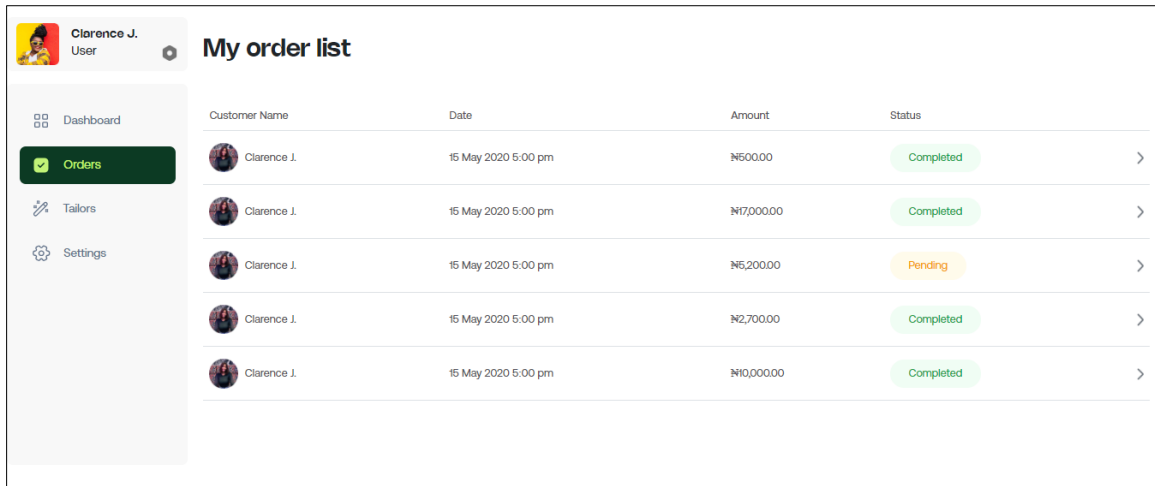 Clarence J.
User
My order list
Dashboard
Orders
Tailors
Settings
Customer Name Date Amount Status
Clarence J. 15 May 2020 5:00 pm ₦500.00 Completed
Clarence J. 15 May 2020 5:00 pm ₦17,000.00 Completed
Clarence J. 15 May 2020 5:00 pm ₦5,200.00 Pending
Clarence J. 15 May 2020 5:00 pm ₦2,700.00 Completed
Clarence J. 15 May 2020 5:00 pm ₦10,000.00 Completed